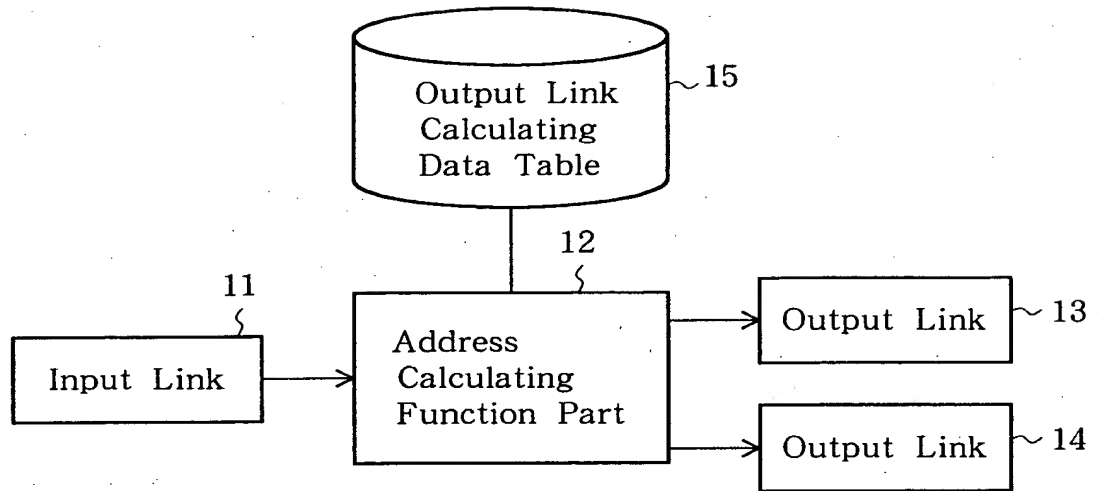 Output Link
Calculating
Data Table
15
12
11
Input Link
Address
Calculating
Function Part
Output Link
13
Output Link
14